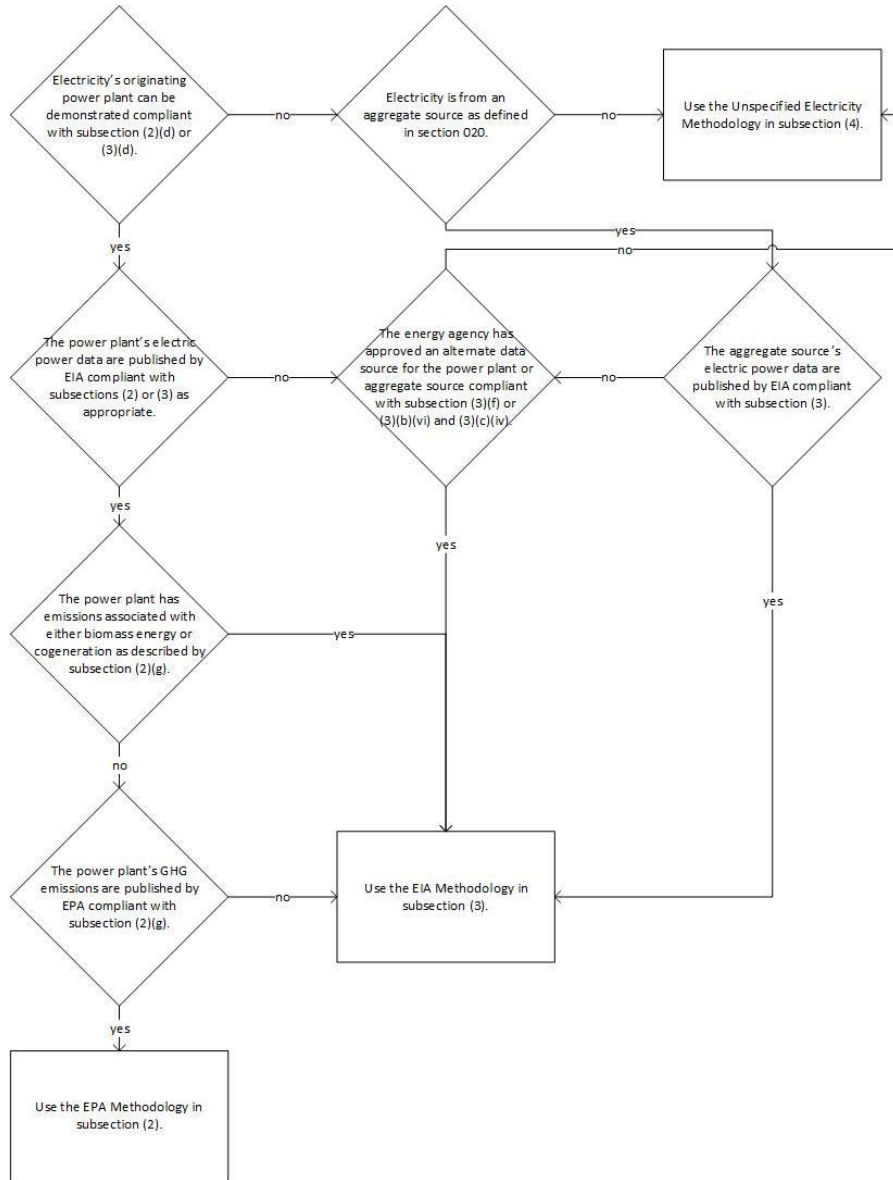 Electricity's originating
power plant can be
demonstrated compliant
with subsection (2)(d) or
(3)(d).
no
Electricity is from an
aggregate source as defined
in section 020.
no
Use the Unspecified Electricity
Methodology in subsection (4).
yes
yes
no
The power plant's electric
power data are published by
EIA compliant with
subsections (2) or (3) as
appropriate.
no
The energy agency has
approved an alternate data
source for the power plant or
aggregate source compliant
with subsection (3)(f) or
(3)(b)(vi) and (3)(c)(iv).
no
The aggregate source's
electric power data are
published by EIA compliant
with subsection (3).
yes
yes
yes
The power plant has
emissions associated with
either biomass energy or
cogeneration as described by
subsection (2)(g).
yes
no
The power plant's GHG
emissions are published by
EPA compliant with
subsection (2)(g).
no
Use the EIA Methodology in
subsection (3).
yes
Use the EPA Methodology in
subsection (2).